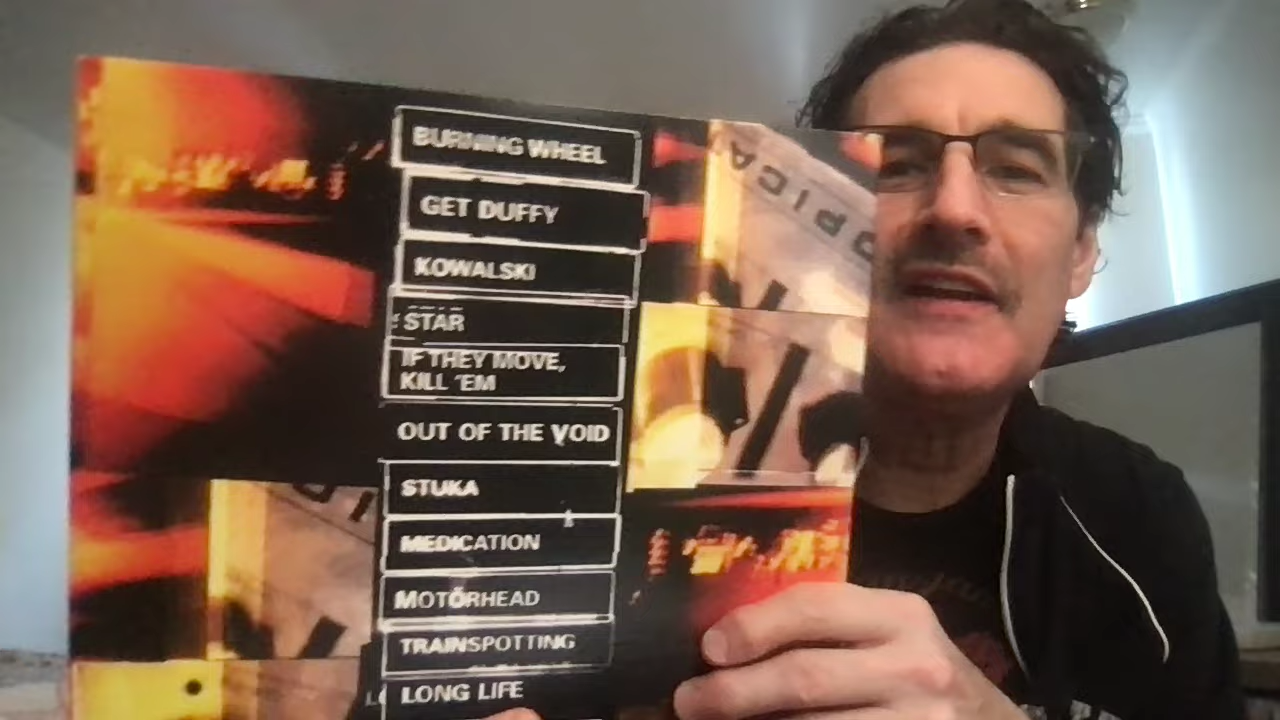 BURNING WHEEL
GET DUFFY
KOWALSKI
STAR
IF THEY MOVE,
KILL 'EM
OUT OF THE VOID
STUKA
MEDICATION
MOTÖRHEAD
TRAINSPOTTING
LONG LIFE
OPICA